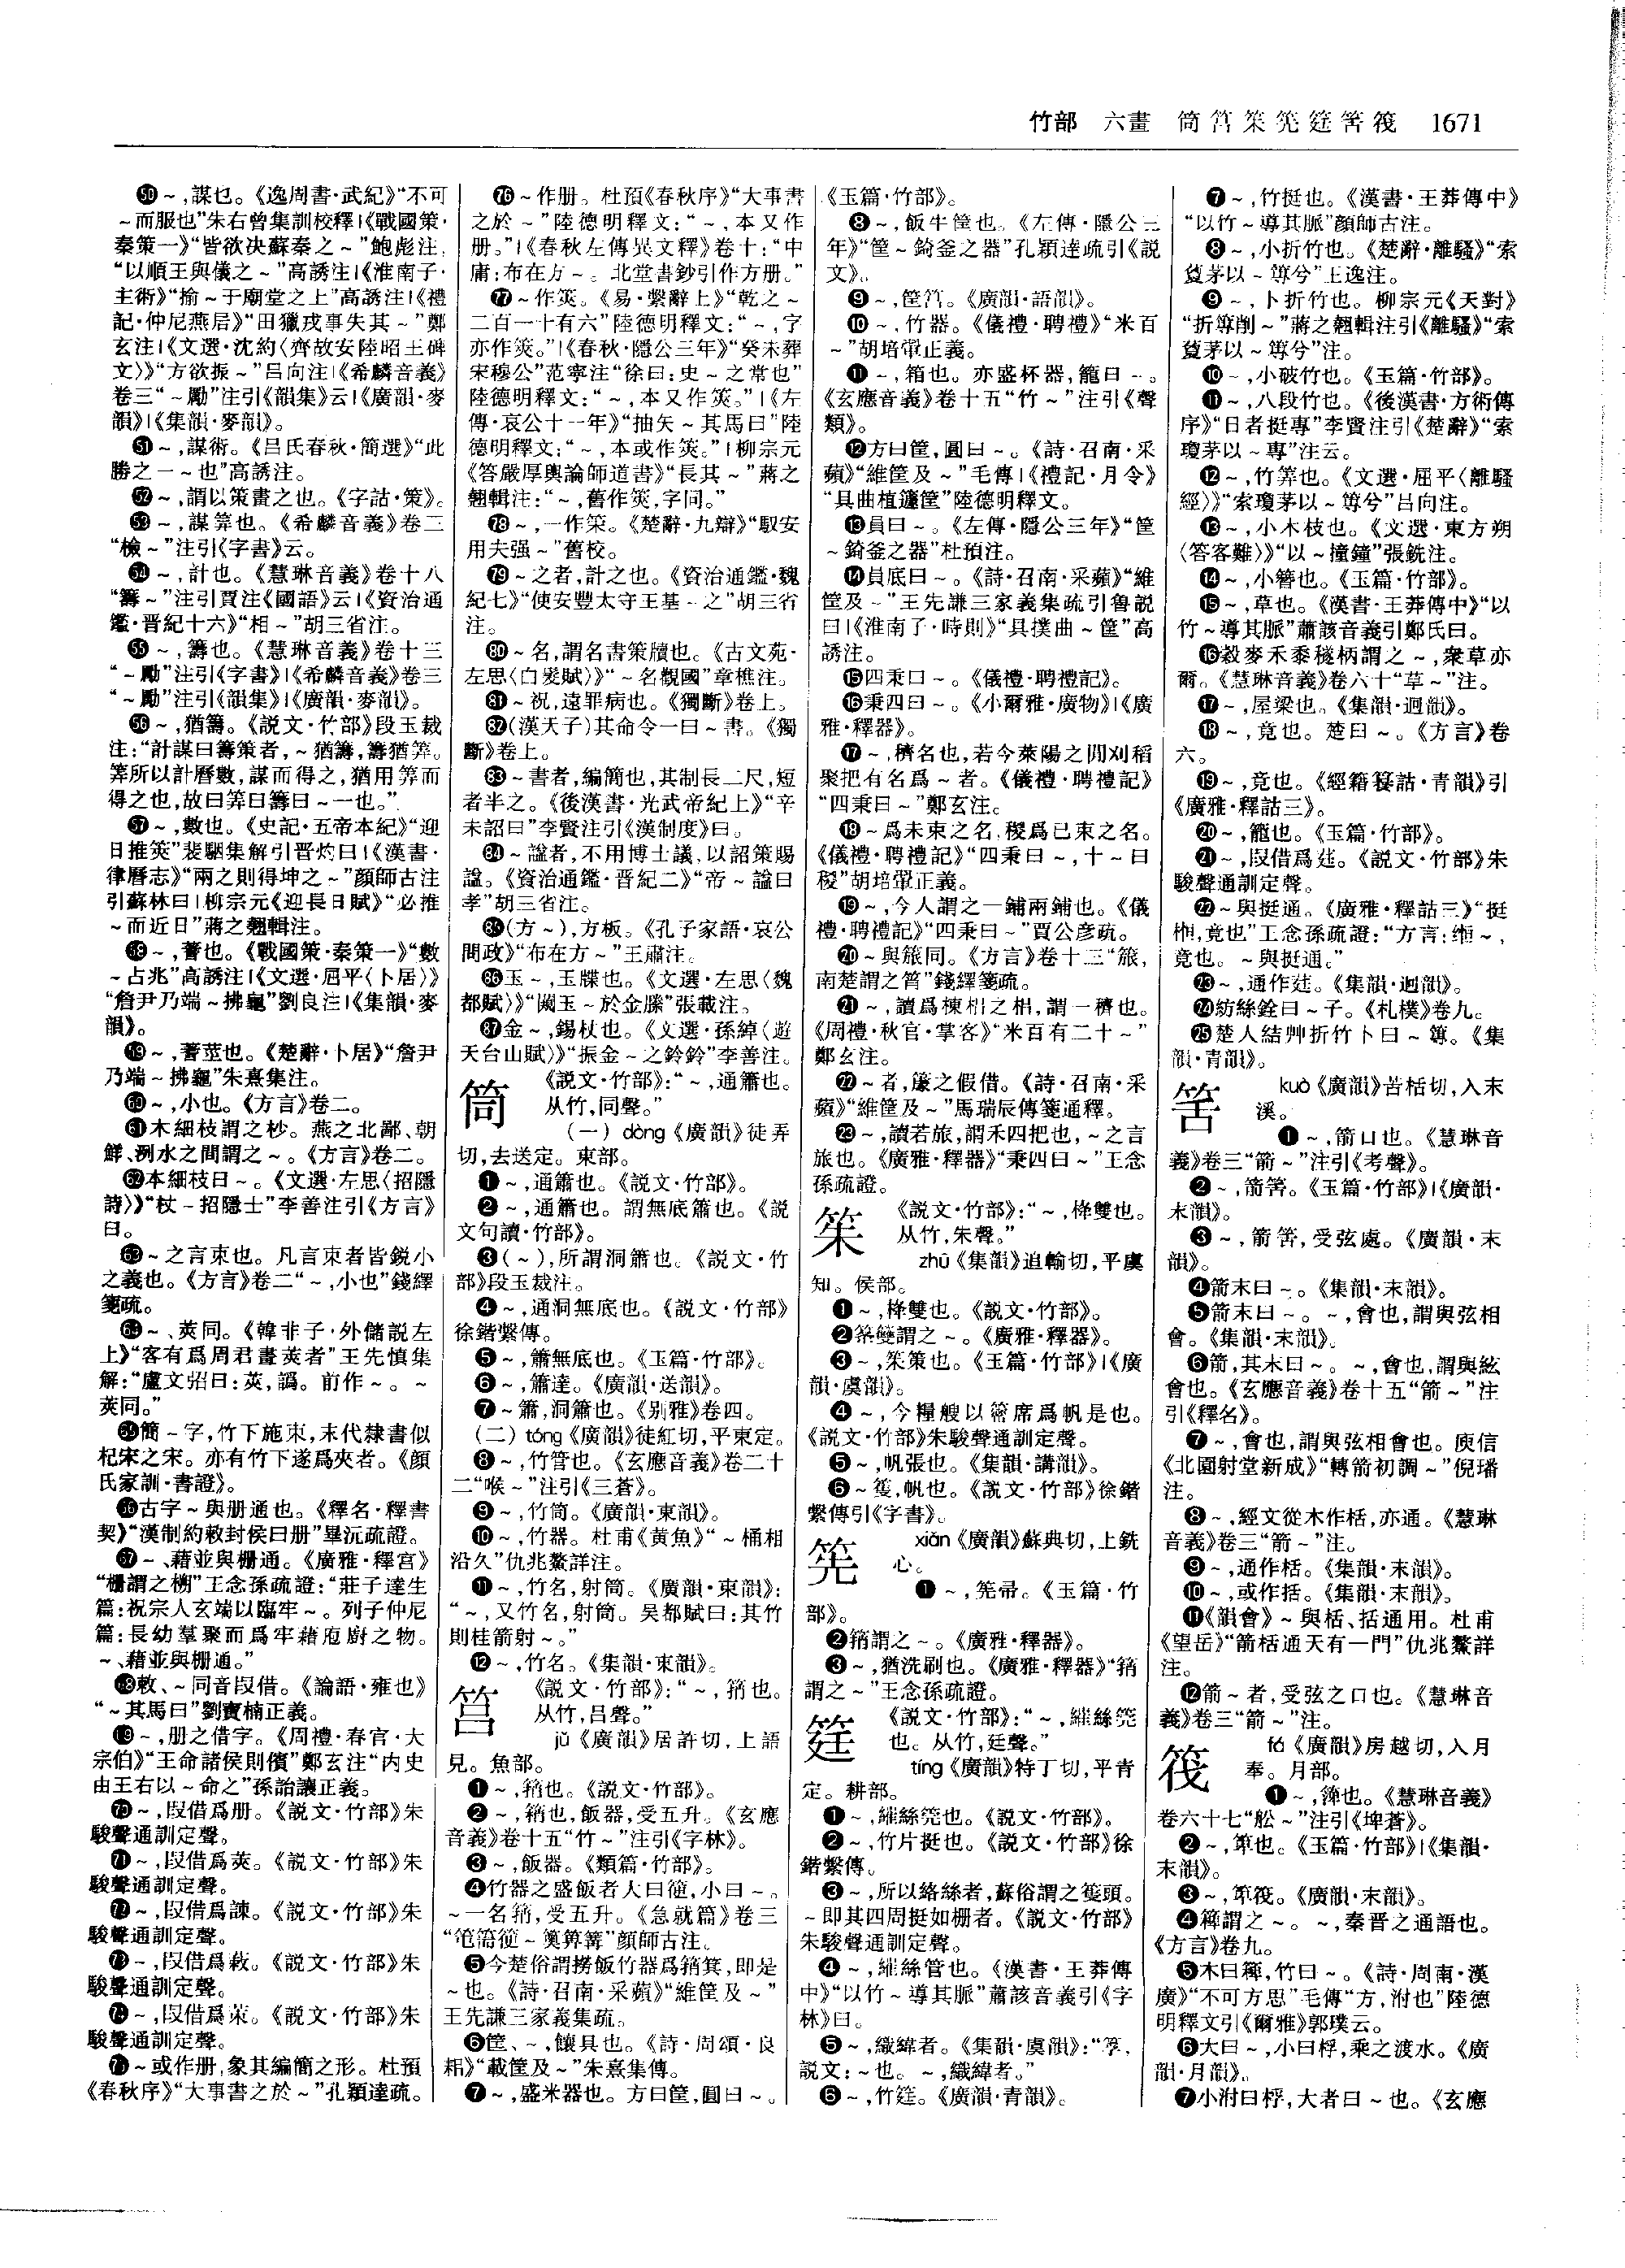 竹部　六畫　筒筥筞筅筳筈筏　1671
㊿～,謀也。《逸周書·武紀》“不可
～而服也”朱右曾集訓校釋|《戰國策·
秦策一》“皆欲決蘇秦之～”鮑彪注,
“以順王與儀之～”高誘注|《淮南子·
主術》“揄～于廟堂之上”高誘注|《禮
記·仲尼燕居》“田獵戎事失其～”鄭
玄注|《文選·沈約〈齊故安陸昭王碑
文〉》“方欲振～”呂向注|《希麟音義》
卷三“～勵”注引《韻集》云|《廣韻·麥
韻》|《集韻·麥韻》。
51～,謀術。《呂氏春秋·簡選》“此
勝之一～也”高誘注。
52～,謂以策畫之也。《字詁·策》。
53～,謀筭也。《希麟音義》卷二
“檢～”注引《字書》云。
54～,計也。《慧琳音義》卷十八
“籌～”注引賈注《國語》云|《資治通
鑑·晋紀十六》“相～”胡三省注。
55～,籌也。《慧琳音義》卷十三
“～勵”注引《字書》|《希麟音義》卷三
“～勵”注引《韻集》|《廣韻·麥韻》。
56～,猶籌。《説文·竹部》段玉裁
注:“計謀曰籌策者,～猶籌,籌猶筭。
筭所以計曆數,謀而得之,猶用筭而
得之也,故曰筭曰籌曰～一也。”
57～,數也。《史記·五帝本紀》“迎
日推筴”裴駰集解引晋灼曰|《漢書·
律曆志》“兩之則得坤之～”顔師古注
引蘇林曰|柳宗元《迎長日賦》“必推
～而近日”蔣之翹輯注。
58～,蓍也。《戰國策·秦策一》“數
～占兆”高誘注|《文選·屈平〈卜居〉》
“詹尹乃端～拂龜”劉良注|《集韻·麥
韻》。
59～,蓍莖也。《楚辭·卜居》“詹尹
乃端～拂龜”朱熹集注。
60～,小也。《方言》卷二。
61木細枝謂之杪。燕之北鄙、朝
鮮、洌水之間謂之～。《方言》卷二。
62木細枝曰～。《文選·左思〈招隱
詩〉》“杖～招隱士”李善注引《方言》
曰。
63～之言朿也。凡言朿者皆鋭小
之義也。《方言》卷二“～,小也”錢繹
箋疏。
64～、莢同。《韓非子·外儲説左
上》“客有爲周君畫莢者”王先慎集
解:“盧文弨曰:莢,譌。前作～。～
莢同。”
65簡～字,竹下施朿,末代隸書似
杞宋之宋。亦有竹下遂爲夾者。《顔
氏家訓·書證》。
66古字～與册通也。《釋名·釋書
契》“漢制約敕封侯曰册”畢沅疏證。
67～、藉並與栅通。《廣雅·釋宫》
“栅謂之㭷”王念孫疏證:“莊子達生
篇:祝宗人玄端以臨牢～。列子仲尼
篇:長幼羣聚而爲牢藉庖廚之物。
～、藉並與栅通。”
68敕、～同音叚借。《論語·雍也》
“～其馬曰”劉寶楠正義。
69～,册之借字。《周禮·春官·大
宗伯》“王命諸侯則儐”鄭玄注“内史
由王右以～命之”孫詒讓正義。
70～,叚借爲册。《説文·竹部》朱
駿聲通訓定聲。
71～,叚借爲莢。《説文·竹部》朱
駿聲通訓定聲。
72～,叚借爲諫。《説文·竹部》朱
駿聲通訓定聲。
73～,叚借爲敕。《説文·竹部》朱
駿聲通訓定聲。
74～,叚借爲茦。《説文·竹部》朱
駿聲通訓定聲。
75～或作册,象其編簡之形。杜預
《春秋序》“大事書之於～”孔穎達疏。
76～作册。杜預《春秋序》“大事書
之於～”陸德明釋文:“～,本又作
册。”|《春秋左傳異文釋》卷十:“中
庸:布在方～。北堂書鈔引作方册。”
77～作筴。《易·繫辭上》“乾之～
二百一十有六”陸德明釋文:“～,字
亦作筴。”|《春秋·隱公三年》“癸未葬
宋穆公”范寧注“徐曰:史～之常也”
陸德明釋文:“～,本又作筴。”|《左
傳·哀公十一年》“抽矢～其馬曰”陸
德明釋文:“～,本或作筴。”|柳宗元
《答嚴厚輿論師道書》“長其～”蔣之
翹輯注:“～,舊作筴,字同。”
78～,一作筞。《楚辭·九辯》“馭安
用夫强～”舊校。
79～之者,計之也。《資治通鑑·魏
紀七》“使安豐太守王基～之”胡三省
注。
80～名,謂名書策牘也。《古文苑·
左思〈白髮賦〉》“～名觀國”章樵注。
81～祝,遠罪病也。《獨斷》卷上。
82(漢天子)其命令一曰～書。《獨
斷》卷上。
83～書者,編簡也,其制長二尺,短
者半之。《後漢書·光武帝紀上》“辛
未詔曰”李賢注引《漢制度》曰。
84～謚者,不用博士議,以詔策賜
謚。《資治通鑑·晋紀二》“帝～謚曰
孝”胡三省注。
85(方～),方板。《孔子家語·哀公
問政》“布在方～”王肅注。
86玉～,玉牒也。《文選·左思〈魏
都賦〉》“闚玉～於金縢”張載注。
87金～,錫杖也。《文選·孫綽〈遊
天台山賦〉》“振金～之鈴鈴”李善注。
筒　《説文·竹部》:“～,通簫也。
从竹,同聲。”
(一) dòng《廣韻》徒弄
切,去送定。東部。
❶～,通簫也。《説文·竹部》。
❷～,通簫也。謂無底簫也。《説
文句讀·竹部》。
❸(～),所謂洞簫也。《説文·竹
部》段玉裁注。
❹～,通洞無底也。《説文·竹部》
徐鍇繫傳。
❺～,簫無底也。《玉篇·竹部》。
❻～,簫達。《廣韻·送韻》。
❼～簫,洞簫也。《别雅》卷四。
(二) tóng《廣韻》徒紅切,平東定。
❽～,竹管也。《玄應音義》卷二十
二“喉～”注引《三蒼》。
❾～,竹筒。《廣韻·東韻》。
❿～,竹器。杜甫《黄魚》“～桶相
沿久”仇兆鰲詳注。
⓫～,竹名,射筒。《廣韻·東韻》:
“～,又竹名,射筒。吴都賦曰:其竹
則桂箭射～。”
⓬～,竹名。《集韻·東韻》。
筥　《説文·竹部》:“～,䈰也。
从竹,吕聲。”
jǔ《廣韻》居許切,上語
見。魚部。
❶～,䈰也。《説文·竹部》。
❷～,䈰也,飯器,受五升。《玄應
音義》卷十五“竹～”注引《字林》。
❸～,飯器。《類篇·竹部》。
❹竹器之盛飯者大曰箽,小曰～。
～一名䈰,受五升。《急就篇》卷三
顔師古注。
❺今楚俗謂撈飯竹器爲筲箕,即是
～也。《詩·召南·采蘋》“維筐及～”
王先謙三家義集疏。
❻筐、～,饟具也。《詩·周頌·良
耜》“載筐及～”朱熹集傳。
❼～,盛米器也。方曰筐,圓曰～。
《玉篇·竹部》。
❽～,飯牛筐也。《左傳·隱公三
年》“筐～錡釜之器”孔穎達疏引《説
文》。
❾～,筐筥。《廣韻·語韻》。
❿～,竹器。《儀禮·聘禮》“米百
～”胡培翬正義。
⓫～,箱也。亦盛杯器,籠曰～。
《玄應音義》卷十五“竹～”注引《聲
類》。
⓬方曰筐,圓曰～。《詩·召南·采
蘋》“維筐及～”毛傳|《禮記·月令》
“具曲植籧筐”陸德明釋文。
⓭員曰～。《左傳·隱公三年》“筐
～錡釜之器”杜預注。
⓮員底曰～。《詩·召南·采蘋》“維
筐及～”王先謙三家義集疏引魯説
曰|《淮南子·時則》“具撲曲～筐”高
誘注。
⓯四秉曰～。《儀禮·聘禮記》。
⓰秉四曰～。《小爾雅·廣物》|《廣
雅·釋器》。
⓱～,穧名也,若今萊陽之閒刈稻
聚把有名爲～者。《儀禮·聘禮記》
“四秉曰～”鄭玄注。
⓲～爲未束之名,稯爲已束之名。
《儀禮·聘禮記》“四秉曰～,十～曰
稯”胡培翬正義。
⓳～,今人謂之一鋪兩鋪也。《儀
禮·聘禮記》“四秉曰～”賈公彦疏。
⓴～與䉧同。《方言》卷十三“䉧,
南楚謂之筲”錢繹箋疏。
21～,讀爲棟梠之梠,謂一穧也。
《周禮·秋官·掌客》“米百有二十～”
鄭玄注。
22～者,簾之假借。《詩·召南·采
蘋》“維筐及～”馬瑞辰傳箋通釋。
23～,讀若旅,謂禾四把也,～之言
旅也。《廣雅·釋器》“秉四曰～”王念
孫疏證。
《説文·竹部》:“～,栙雙也。
从竹,朱聲。”
zhū《集韻》追輸切,平虞
知。侯部。
❶～,栙雙也。《説文·竹部》。
❷䇨䉶謂之～。《廣雅·釋器》。
❸～,筞也。《玉篇·竹部》|《廣
韻·虞韻》。
❹～,今糧艘以䈴席爲帆是也。
《説文·竹部》朱駿聲通訓定聲。
❺～,帆張也。《集韻·講韻》。
❻～篗,帆也。《説文·竹部》徐鍇
繫傳引《字書》。
筅　xiǎn《廣韻》蘇典切,上銑
心。
❶～,筅帚。《玉篇·竹
部》。
❷䈰謂之～。《廣雅·釋器》。
❸～,猶洗刷也。《廣雅·釋器》“䈰
謂之～”王念孫疏證。
筳　《説文·竹部》:“～,繀絲筦
也。从竹,廷聲。”
tíng《廣韻》特丁切,平青
定。耕部。
❶～,繀絲筦也。《説文·竹部》。
❷～,竹片挺也。《説文·竹部》徐
鍇繫傳。
❸～,所以絡絲者,蘇俗謂之篗頭。
～即其四周挺如栅者。《説文·竹部》
朱駿聲通訓定聲。
❹～,繀絲管也。《漢書·王莽傳
中》“以竹～導其脈”蕭該音義引《字
林》曰。
❺～,織緯者。《集韻·虞韻》:“筟,
説文:～也。～,織緯者。”
❻～,竹筳。《廣韻·青韻》。
❼～,竹挺也。《漢書·王莽傳中》
“以竹～導其脈”顔師古注。
❽～,小折竹也。《楚辭·離騷》“索
藑茅以～篿兮”王逸注。
❾～,卜折竹也。柳宗元《天對》
“折篿剡～”蔣之翹輯注引《離騷》“索
藑茅以～篿兮”注。
❿～,小破竹也。《玉篇·竹部》。
⓫～,八段竹也。《後漢書·方術傳
序》“日者挺專”李賢注引《楚辭》“索
瓊茅以～專”注云。
⓬～,竹筭也。《文選·屈平〈離騷
經〉》“索瓊茅以～篿兮”吕向注。
⓭～,小木枝也。《文選·東方朔
〈答客難〉》“以～撞鐘”張銑注。
⓮～,小簪也。《玉篇·竹部》。
⓯～,草也。《漢書·王莽傳中》“以
竹～導其脈”蕭該音義引鄭氏曰。
⓰穀麥禾黍稷柄謂之～,衆草亦
爾。《慧琳音義》卷六十“草～”注。
⓱～,屋梁也。《集韻·迥韻》。
⓲～,竟也。楚曰～。《方言》卷
六。
⓳～,竟也。《經籍籑詁·青韻》引
《廣雅·釋詁三》。
⓴～,籠也。《玉篇·竹部》。
21～,叚借爲莛。《説文·竹部》朱
駿聲通訓定聲。
22～與挺通。《廣雅·釋詁三》“挺
㮓,竟也”王念孫疏證:“方言:緪～,
竟也。～與挺通。”
23～,通作莛。《集韻·迥韻》。
24紡絲銓曰～子。《札樸》卷九。
25楚人結艸折竹卜曰～篿。《集
韻·青韻》。
筈　kuò《廣韻》苦栝切,入末
溪。
❶～,箭口也。《慧琳音
義》卷三“箭～”注引《考聲》。
❷～,箭筈。《玉篇·竹部》|《廣韻·
末韻》。
❸～,箭筈,受弦處。《廣韻·末
韻》。
❹箭末曰～。《集韻·末韻》。
❺箭末曰～。～,會也,謂與弦相
會。《集韻·末韻》。
❻箭,其末曰～。～,會也,謂與絃
會也。《玄應音義》卷十五“箭～”注
引《釋名》。
❼～,會也,謂與弦相會也。庾信
《北園射堂新成》“轉箭初調～”倪璠
注。
❽～,經文從木作栝,亦通。《慧琳
音義》卷三“箭～”注。
❾～,通作栝。《集韻·末韻》。
❿～,或作括。《集韻·末韻》。
⓫《韻會》～與栝、括通用。杜甫
《望岳》“箭栝通天有一門”仇兆鰲詳
注。
⓬箭～者,受弦之口也。《慧琳音
義》卷三“箭～”注。
筏　fá《廣韻》房越切,入月
奉。月部。
❶～,簰也。《慧琳音義》
卷六十七“舩～”注引《埤蒼》。
❷～,箄也。《玉篇·竹部》|《集韻·
末韻》。
❸～,箄筏。《廣韻·末韻》。
❹簰謂之～。～,秦晋之通語也。
《方言》卷九。
❺木曰簰,竹曰～。《詩·周南·漢
廣》“不可方思”毛傳“方,泭也”陸德
明釋文引《爾雅》郭璞云。
❻大曰～,小曰桴,乘之渡水。《廣
韻·月韻》。
❼小泭曰桴,大者曰～也。《玄應